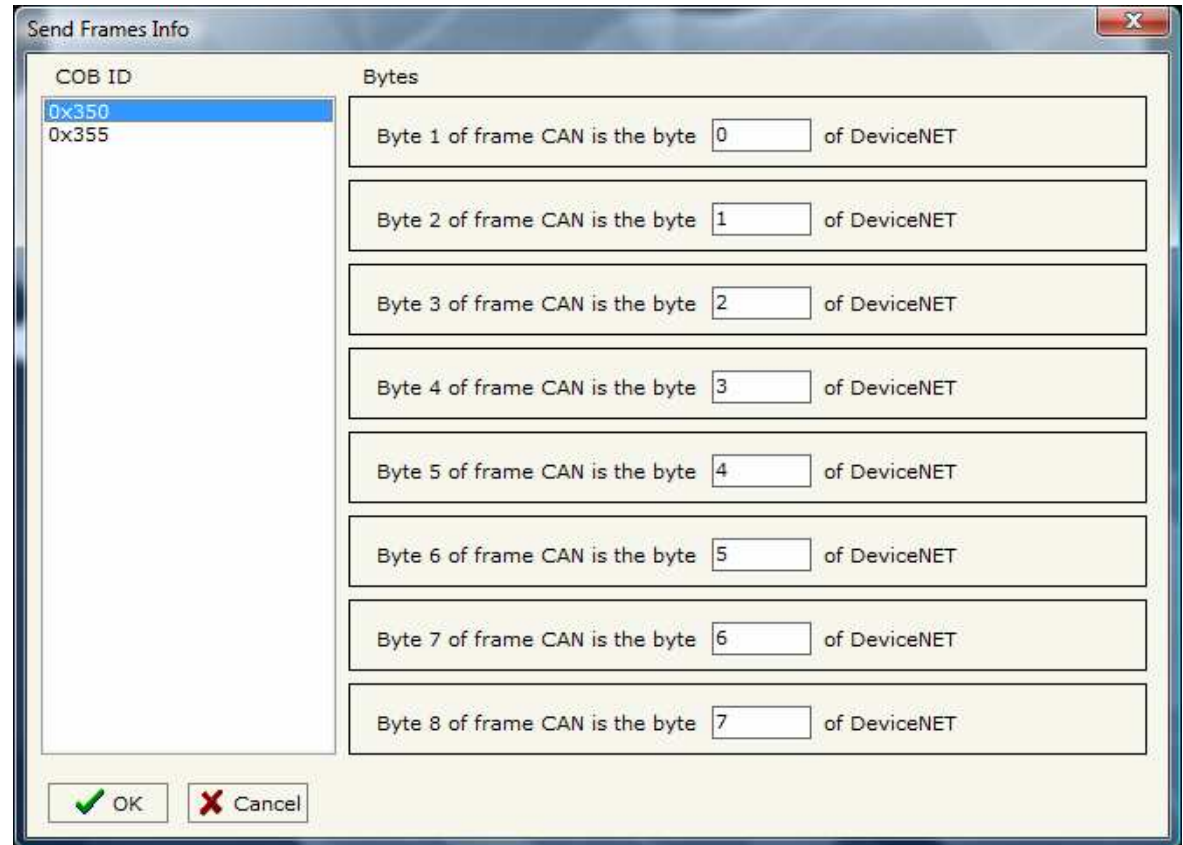 Send Frames Info
COB ID
Bytes
0x350
0x355
Byte 1 of frame CAN is the byte 0 of DeviceNET
Byte 2 of frame CAN is the byte 1 of DeviceNET
Byte 3 of frame CAN is the byte 2 of DeviceNET
Byte 4 of frame CAN is the byte 3 of DeviceNET
Byte 5 of frame CAN is the byte 4 of DeviceNET
Byte 6 of frame CAN is the byte 5 of DeviceNET
Byte 7 of frame CAN is the byte 6 of DeviceNET
Byte 8 of frame CAN is the byte 7 of DeviceNET
OK
Cancel